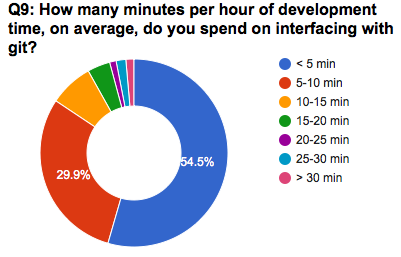 Q9: How many minutes per hour of development
time, on average, do you spend on interfacing with
git?
< 5 min
5-10 min
10-15 min
15-20 min
20-25 min
25-30 min
> 30 min
54.5%
29.9%